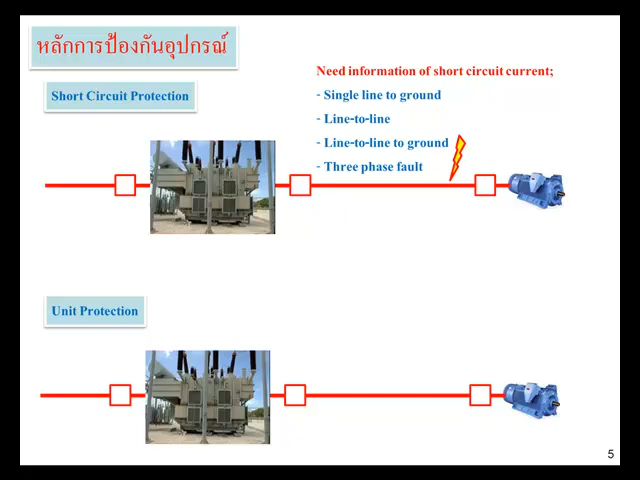 หลักการป้องกันอุปกรณ์
Short Circuit Protection
Need information of short circuit current;
- Single line to ground
- Line-to-line
- Line-to-line to ground
- Three phase fault
Unit Protection
5